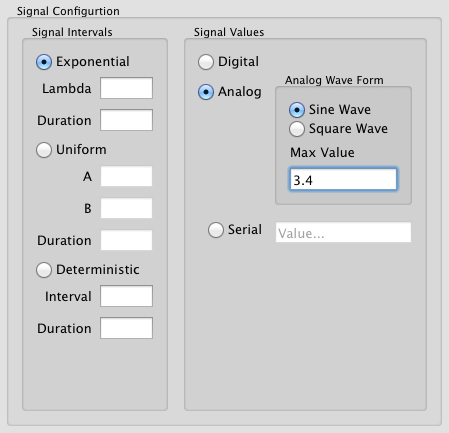 Signal Configurtion
Signal Intervals
Exponential
Lambda
Duration
Uniform
A
B
Duration
Deterministic
Interval
Duration
Signal Values
Digital
Analog
Analog Wave Form
Sine Wave
Square Wave
Max Value
3.4
Serial
Value...